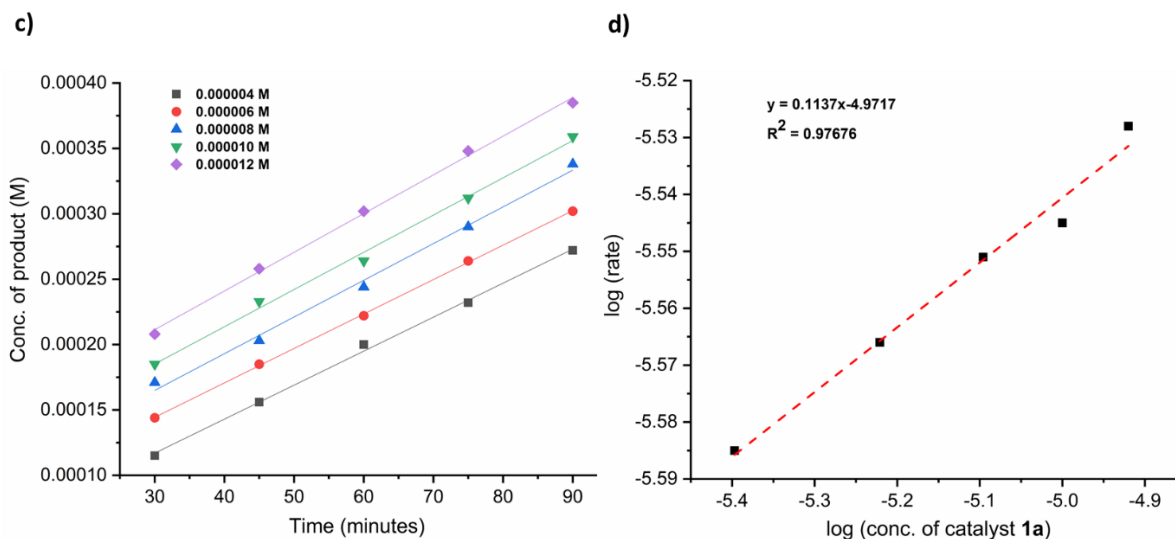 c)
Conc. of product (M)
0.00040
0.00035
0.00030
0.00025
0.00020
0.00015
0.00010
0.000004 M
0.000006 M
0.000008 M
0.000010 M
0.000012 M
30 40 50 60 70 80 90
Time (minutes)
d)
log (rate)
-5.52
-5.53
-5.54
-5.55
-5.56
-5.57
-5.58
-5.59
y = 0.1137x-4.9717
R² = 0.97676
-5.4 -5.3 -5.2 -5.1 -5.0 -4.9
log (conc. of catalyst 1a)